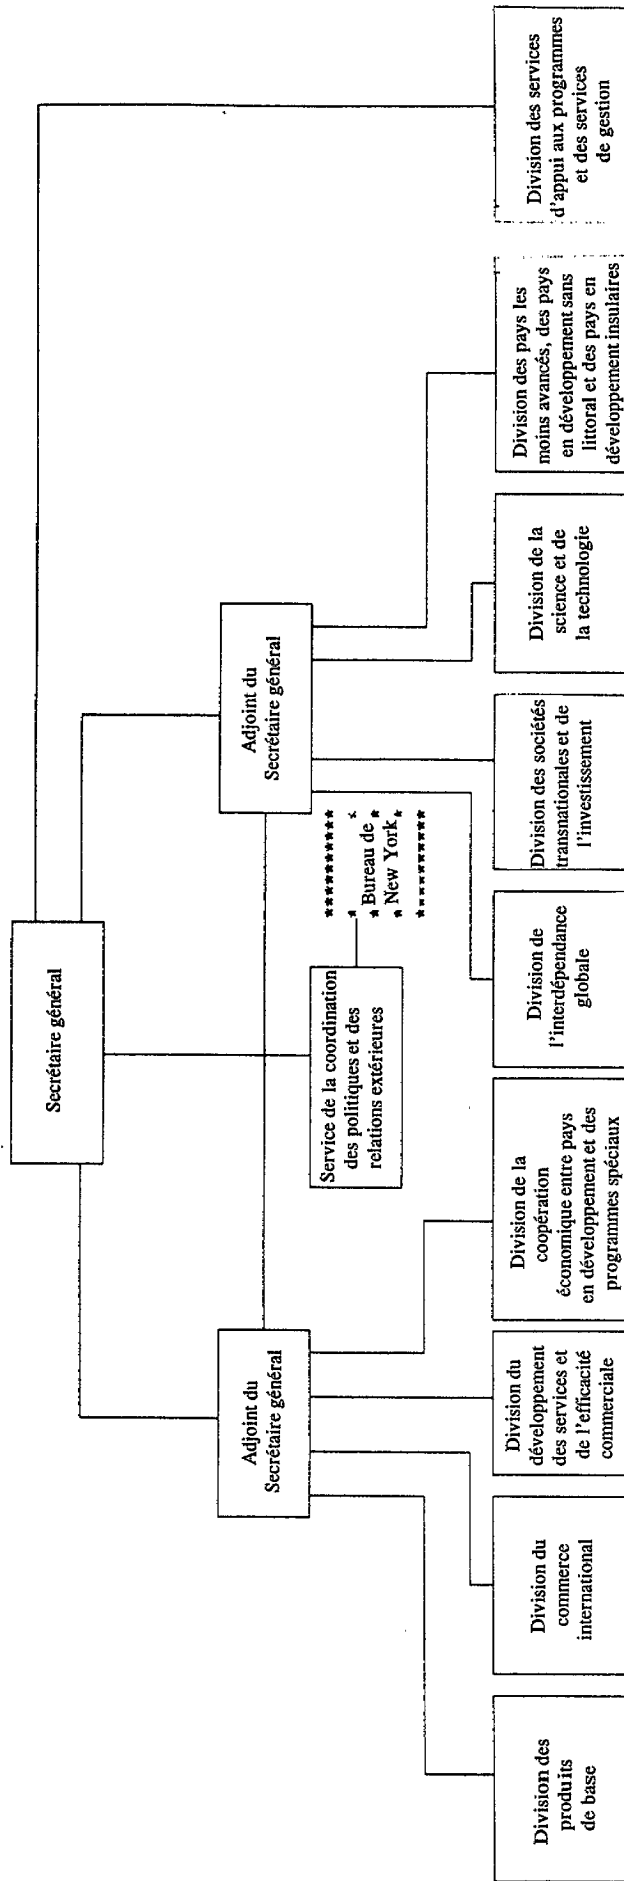 Secrétaire général
Adjoint du
Secrétaire général
Adjoint du
Secrétaire général
Service de la coordination
des politiques et des
relations extérieures
**********
* *
* Bureau de *
* New York *
**********
Division des
produits
de base
Division du
commerce
international
Division du
développement
des services et
de l'efficacité
commerciale
Division de la
coopération
économique entre pays
en développement et des
programmes spéciaux
Division de
l'interdépendance
globale
Division des sociétés
transnationales et de
l'investissement
Division de la
science et de
la technologie
Division des pays les
moins avancés, des pays
en développement sans
littoral et des pays en
développement insulaires
Division des services
d'appui aux programmes
et des services
de gestion